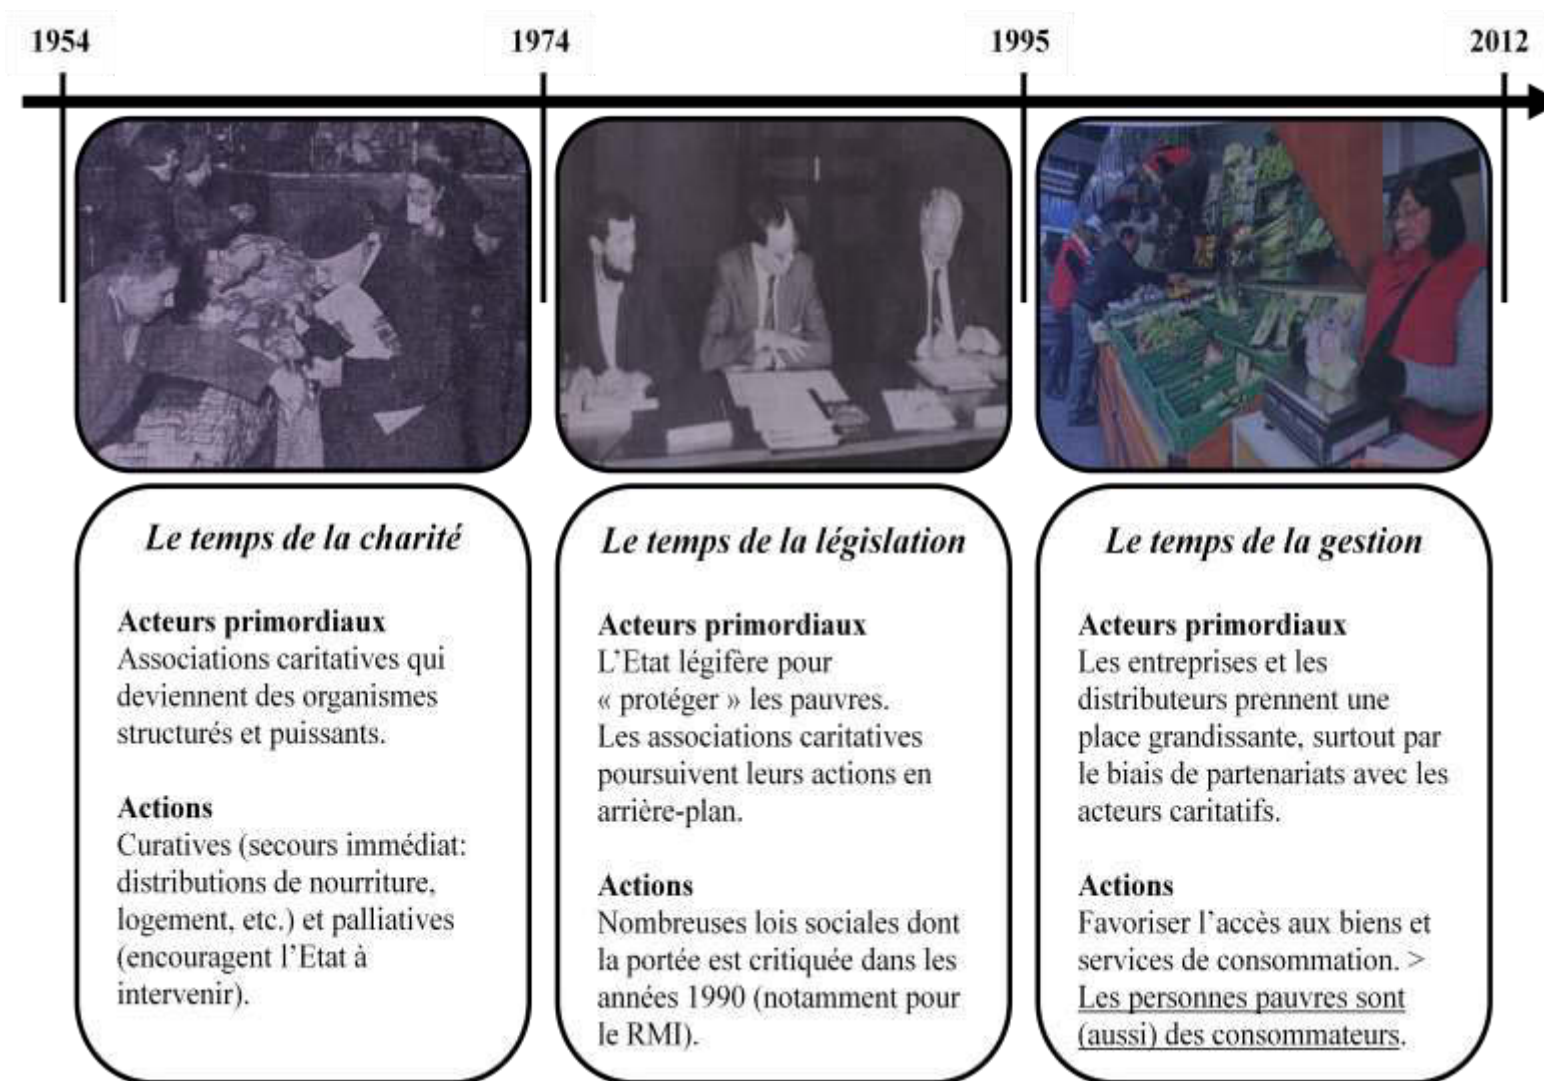 1954
1974
1995
2012
Le temps de la charité
Acteurs primordiaux
Associations caritatives qui
deviennent des organismes
structurés et puissants.
Actions
Curatives (secours immédiat:
distributions de nourriture,
logement, etc.) et palliatives
(encouragent l’Etat à
intervenir).
Le temps de la législation
Acteurs primordiaux
L’Etat légifère pour
« protéger » les pauvres.
Les associations caritatives
poursuivent leurs actions en
arrière-plan.
Actions
Nombreuses lois sociales dont
la portée est critiquée dans les
années 1990 (notamment pour
le RMI).
Le temps de la gestion
Acteurs primordiaux
Les entreprises et les
distributeurs prennent une
place grandissante, surtout par
le biais de partenariats avec les
acteurs caritatifs.
Actions
Favoriser l’accès aux biens et
services de consommation. >
Les personnes pauvres sont
(aussi) des consommateurs.